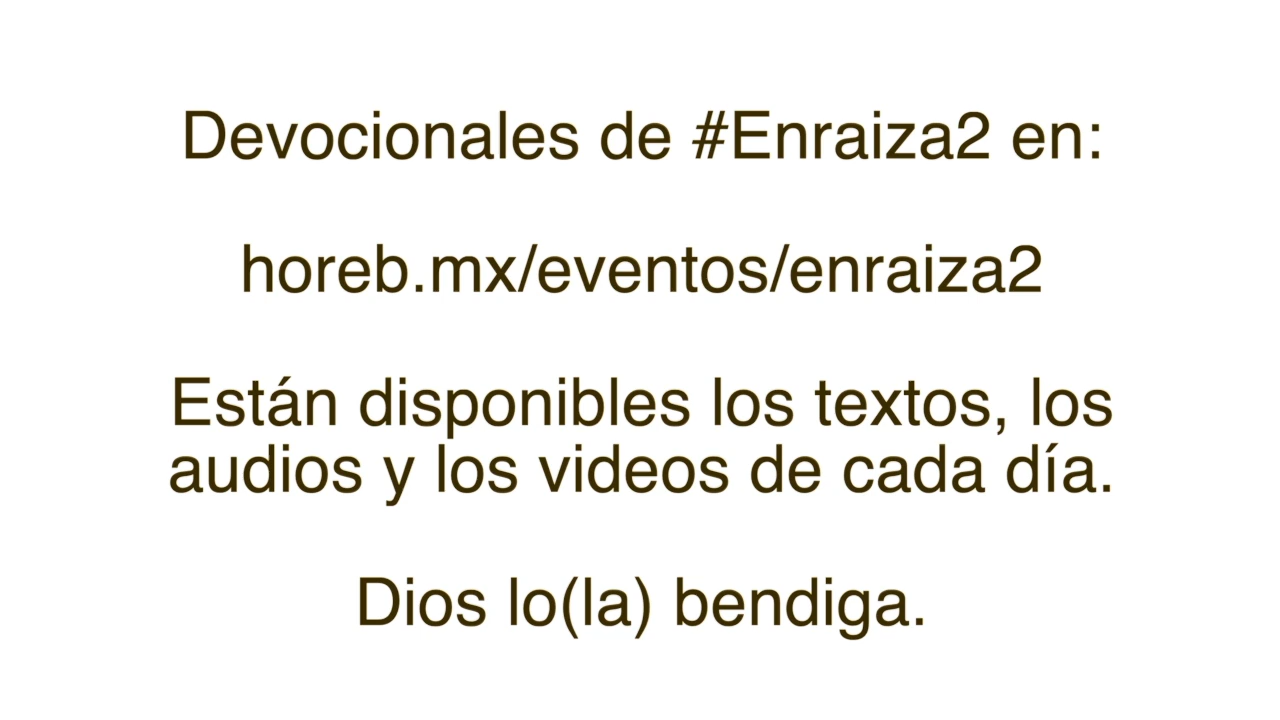 Devocionales de #Enraiza2 en:
horeb.mx/eventos/enraiza2
Están disponibles los textos, los
audios y los videos de cada día.
Dios lo(la) bendiga.